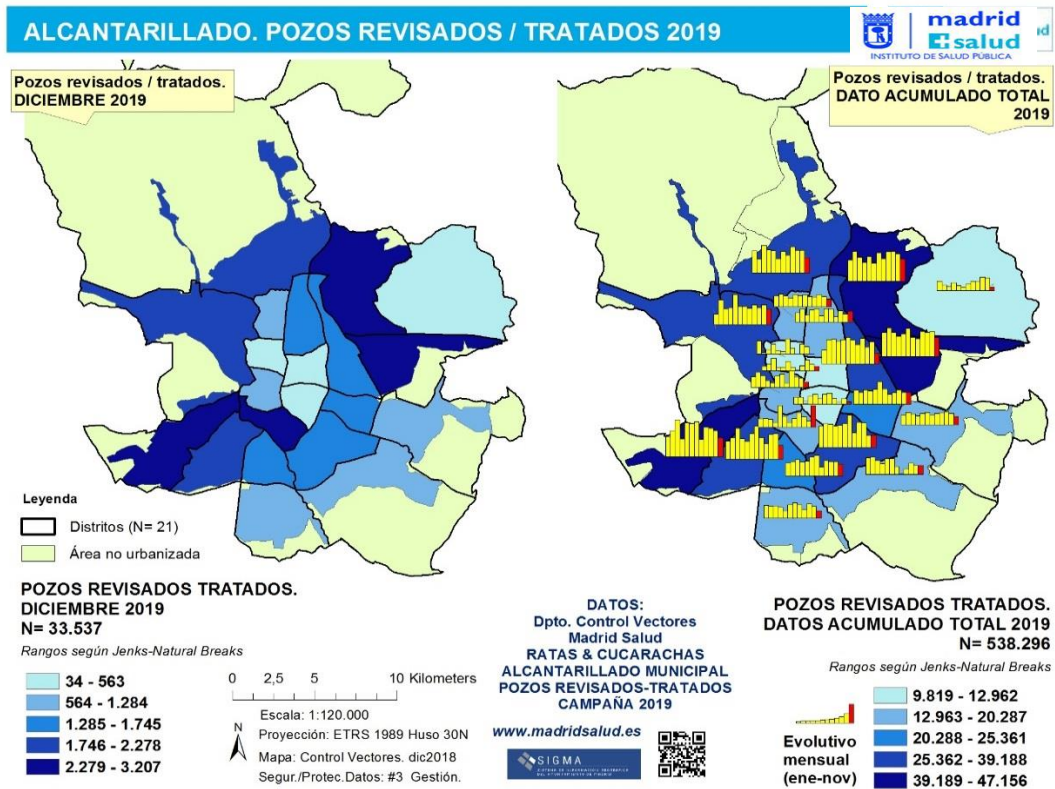 ALCANTARILLADO. POZOS REVISADOS / TRATADOS 2019
madrid
salud
INSTITUTO DE SALUD PÚBLICA
Pozos revisados / tratados.
DICIEMBRE 2019
Pozos revisados / tratados.
DATO ACUMULADO TOTAL
2019
Leyenda
Distritos (N= 21)
Área no urbanizada
POZOS REVISADOS TRATADOS.
DICIEMBRE 2019
N= 33.537
Rangos según Jenks-Natural Breaks
34 - 563
564 - 1.284
1.285 - 1.745
1.746 - 2.278
2.279 - 3.207
0 2,5 5 10 Kilometers
N
Escala: 1:120.000
Proyección: ETRS 1989 Huso 30N
Mapa: Control Vectores. dic2018
Segur./Protec.Datos: #3 Gestión.
DATOS:
Dpto. Control Vectores
Madrid Salud
RATAS & CUCARACHAS
ALCANTARILLADO MUNICIPAL
POZOS REVISADOS-TRATADOS
CAMPAÑA 2019
www.madridsalud.es
SIGMA
POZOS REVISADOS TRATADOS.
DATOS ACUMULADO TOTAL 2019
N= 538.296
Rangos según Jenks-Natural Breaks
Evolutivo
mensual
(ene-nov)
9.819 - 12.962
12.963 - 20.287
20.288 - 25.361
25.362 - 39.188
39.189 - 47.156